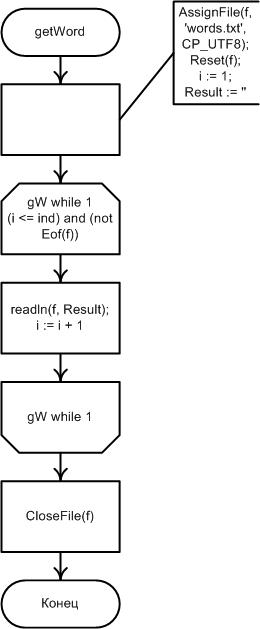 getWord
AssignFile(f,
'words.txt',
CP_UTF8);
Reset(f);
i := 1;
Result := ''
gW while 1
(i <= ind) and (not
Eof(f))
readln(f, Result);
i := i + 1
gW while 1
CloseFile(f)
Конец